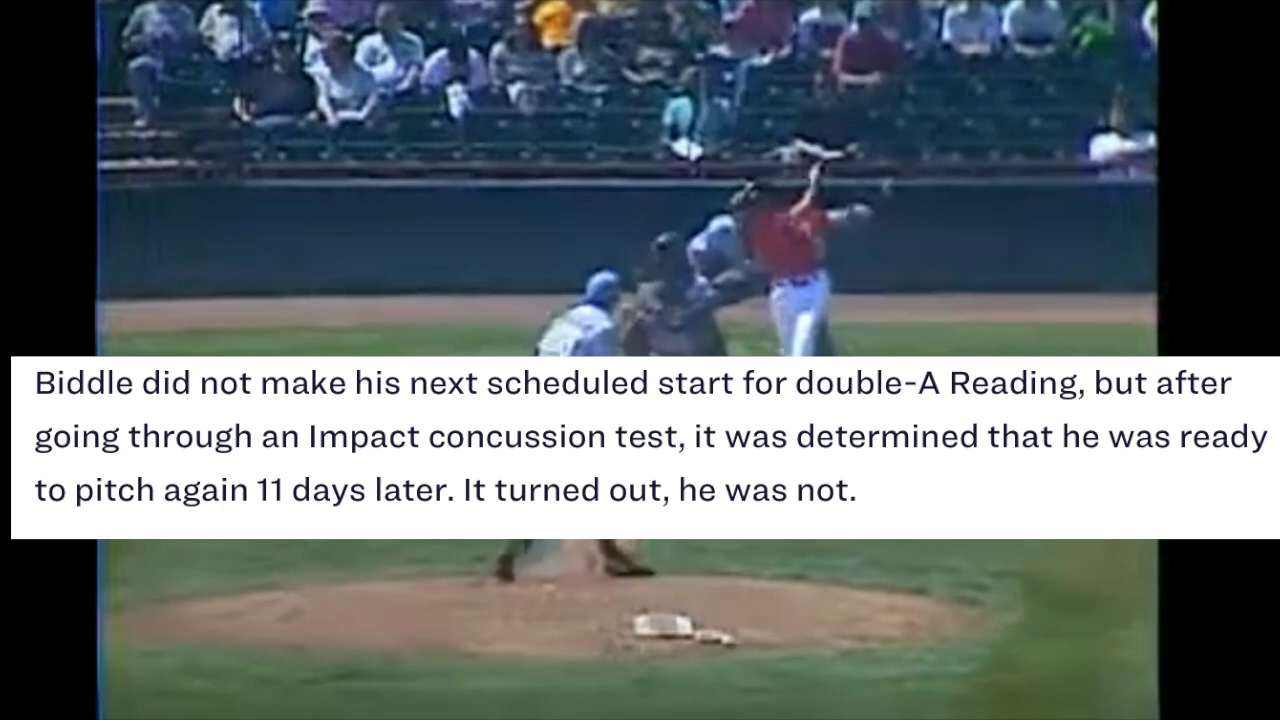 Biddle did not make his next scheduled start for double-A Reading, but after
going through an Impact concussion test, it was determined that he was ready
to pitch again 11 days later. It turned out, he was not.